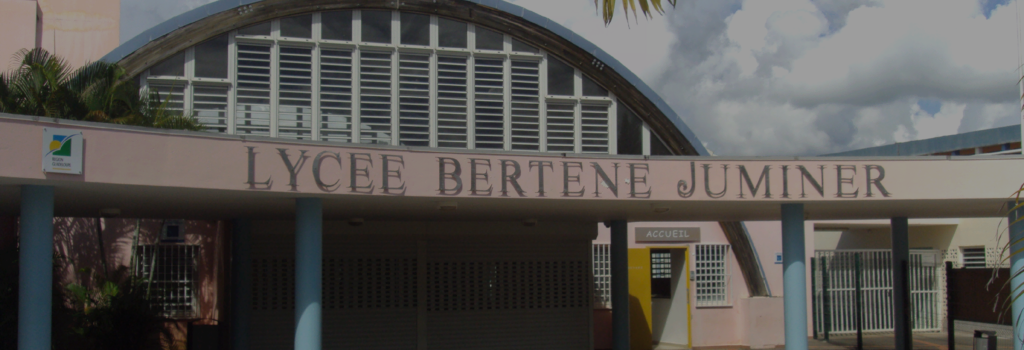 LYCEE BERTENE JUMINER
ACCUEIL